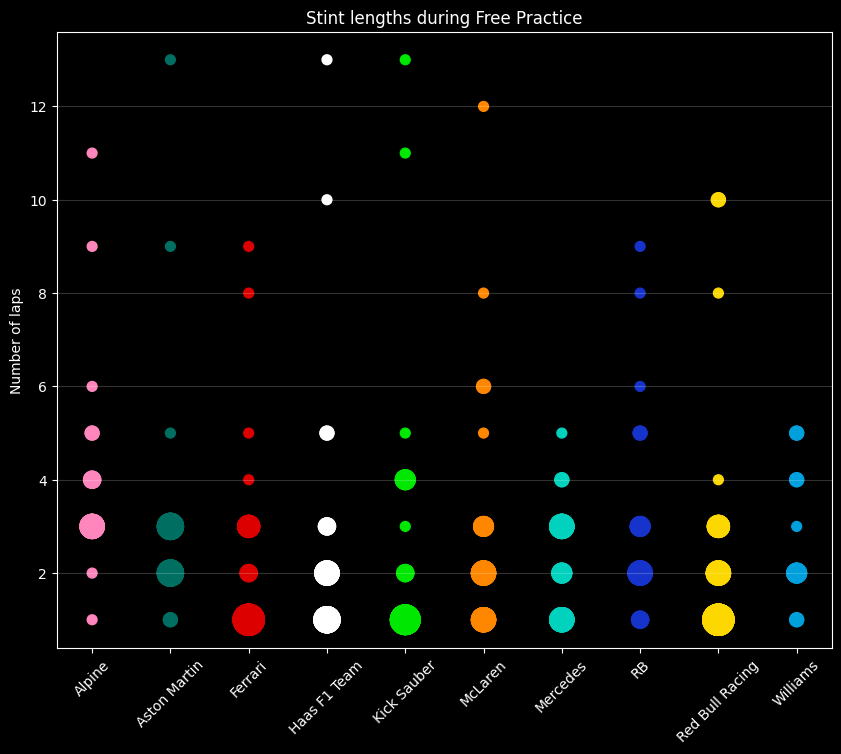 Stint lengths during Free Practice
Number of laps
12
10
8
6
4
2
Alpine
Aston Martin
Ferrari
Haas F1 Team
Kick Sauber
McLaren
Mercedes
RB
Red Bull Racing
Williams